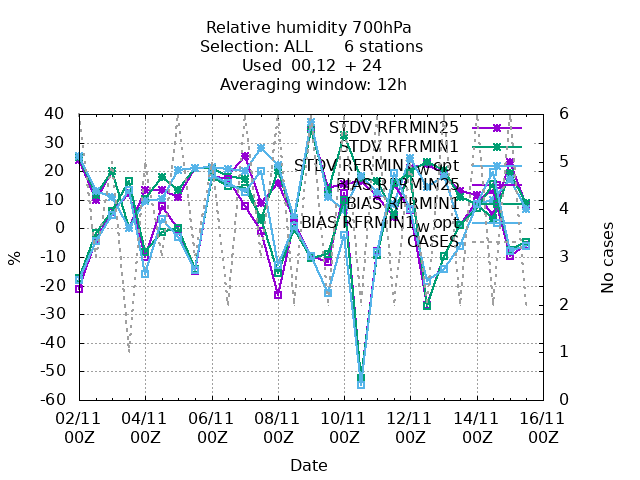 Relative humidity 700hPa
Selection: ALL 6 stations
Used 00,12 + 24
Averaging window: 12h
40
30
20
10
0
-10
-20
-30
-40
-50
-60
%
6
5
4
3
2
1
0
No cases
STDV RFRMIN25
STDV RFRMIN1
STDV RFRMIN1_w opt
BIAS RFRMIN25
BIAS RFRMIN1
BIAS RFRMIN1_w opt
CASES
02/11 04/11 06/11 08/11 10/11 12/11 14/11 16/11
00Z 00Z 00Z 00Z 00Z 00Z 00Z 00Z
Date